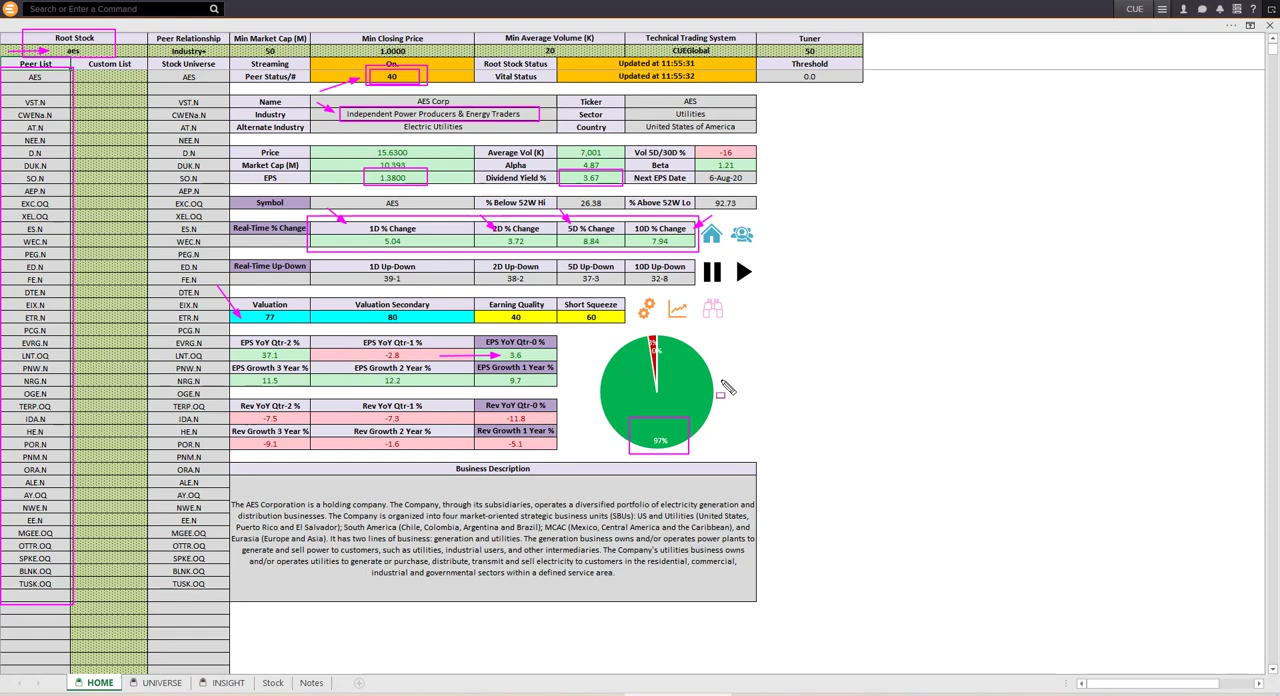 Search or Enter a Command
CUE
Root Stock Peer Relationship Min Market Cap (M) Min Closing Price Min Average Volume (K) Technical Trading System Tuner
aes Industry+ 50 1.0000 20 CUEGlobal 50
Peer List Custom List Stock Universe Streaming On. Root Stock Status Updated at 11:55:31 Threshold
AES AES Peer Status/# 40 Vital Status Updated at 11:55:32 0.0
VST.N VST.N Name AES Corp Ticker AES
CWENa.N CWENa.N Industry Independent Power Producers & Energy Traders Sector Utilities
AT.N AT.N Alternate Industry Electric Utilities Country United States of America
NEE.N NEE.N
D.N D.N Price 15.6300 Average Vol (K) 7,001 Vol 5D/30D % -16
DUK.N DUK.N Market Cap (M) 10,393 Alpha 4.87 Beta 1.21
SO.N SO.N EPS 1.3800 Dividend Yield % 3.67 Next EPS Date 6-Aug-20
AEP.N AEP.N
EXC.OQ EXC.OQ Symbol AES % Below 52W Hi 26.38 % Above 52W Lo 92.73
XEL.OQ XEL.OQ
ES.N ES.N Real-Time % Change 1D % Change 2D % Change 5D % Change 10D % Change
WEC.N WEC.N 5.04 3.72 8.84 7.94
PEG.N PEG.N
ED.N ED.N Real-Time Up-Down 1D Up-Down 2D Up-Down 5D Up-Down 10D Up-Down
FE.N FE.N 39-1 38-2 37-3 32-8
DTE.N DTE.N
EIX.N EIX.N Valuation Valuation Secondary Earning Quality Short Squeeze
ETR.N ETR.N 77 80 40 60
PCG.N PCG.N
EVRG.N EVRG.N EPS YoY Qtr-2 % EPS YoY Qtr-1 % EPS YoY Qtr-0 % 3%
LNT.OQ LNT.OQ 37.1 -2.8 3.6 0%
PNW.N PNW.N EPS Growth 3 Year % EPS Growth 2 Year % EPS Growth 1 Year %
NRG.N NRG.N 11.5 12.2 9.7
OGE.N OGE.N
TERP.OQ TERP.OQ Rev YoY Qtr-2 % Rev YoY Qtr-1 % Rev YoY Qtr-0 %
IDA.N IDA.N -7.5 -7.3 -11.8
HE.N HE.N Rev Growth 3 Year % Rev Growth 2 Year % Rev Growth 1 Year %
POR.N POR.N -9.1 -1.6 -5.1 97%
PNM.N PNM.N
ORA.N ORA.N Business Description
ALE.N ALE.N
AY.OQ AY.OQ
NWE.N NWE.N The AES Corporation is a holding company. The Company, through its subsidiaries, operates a diversified portfolio of electricity generation and
EE.N EE.N distribution businesses. The Company is organized into four market-oriented strategic business units (SBUs): US and Utilities (United States,
MGEE.OQ MGEE.OQ Puerto Rico and El Salvador); South America (Chile, Colombia, Argentina and Brazil); MCAC (Mexico, Central America and the Caribbean), and
OTTR.OQ OTTR.OQ Eurasia (Europe and Asia). It has two lines of business: generation and utilities. The generation business owns and/or operates power plants to
SPKE.OQ SPKE.OQ generate and sell power to customers, such as utilities, industrial users, and other intermediaries. The Company's utilities business owns
BLNK.OQ BLNK.OQ and/or operates utilities to generate or purchase, distribute, transmit and sell electricity to customers in the residential, commercial,
TUSK.OQ TUSK.OQ industrial and governmental sectors within a defined service area.
HOME UNIVERSE INSIGHT Stock Notes